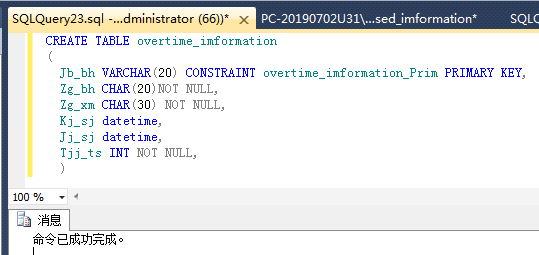 SQLQuery23.sql -...dministrator (66))*
PC-20190702U31\...sed_imformation*
SQLQ
CREATE TABLE overtime_imformation
(
Jb_bh VARCHAR(20) CONSTRAINT overtime_imformation_Prim PRIMARY KEY,
Zg_bh CHAR(20)NOT NULL,
Zg_xm CHAR(30) NOT NULL,
Kj_sj datetime,
Jj_sj datetime,
Tjj_ts INT NOT NULL,
)
100 %
消息
命令已成功完成。